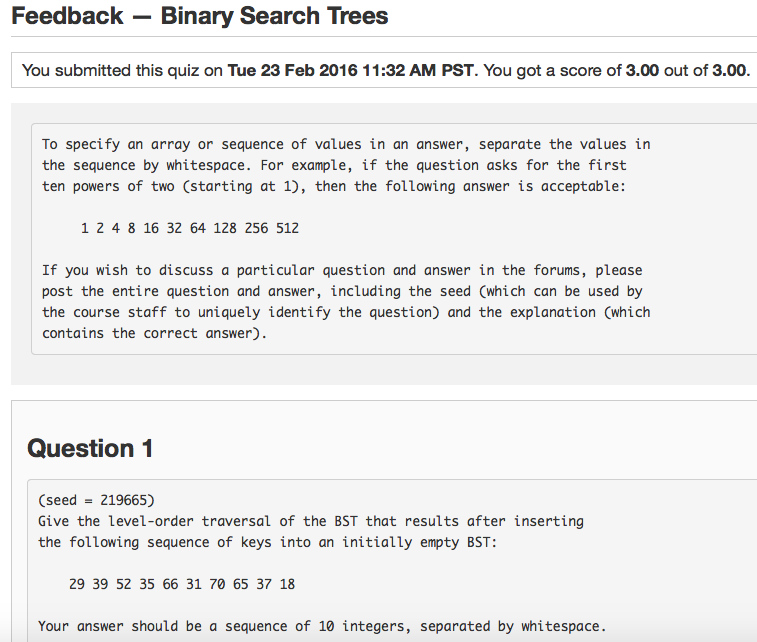 Feedback — Binary Search Trees
You submitted this quiz on Tue 23 Feb 2016 11:32 AM PST. You got a score of 3.00 out of 3.00.
To specify an array or sequence of values in an answer, separate the values in
the sequence by whitespace. For example, if the question asks for the first
ten powers of two (starting at 1), then the following answer is acceptable:
1 2 4 8 16 32 64 128 256 512
If you wish to discuss a particular question and answer in the forums, please
post the entire question and answer, including the seed (which can be used by
the course staff to uniquely identify the question) and the explanation (which
contains the correct answer).
Question 1
(seed = 219665)
Give the level-order traversal of the BST that results after inserting
the following sequence of keys into an initially empty BST:
29 39 52 35 66 31 70 65 37 18
Your answer should be a sequence of 10 integers, separated by whitespace.